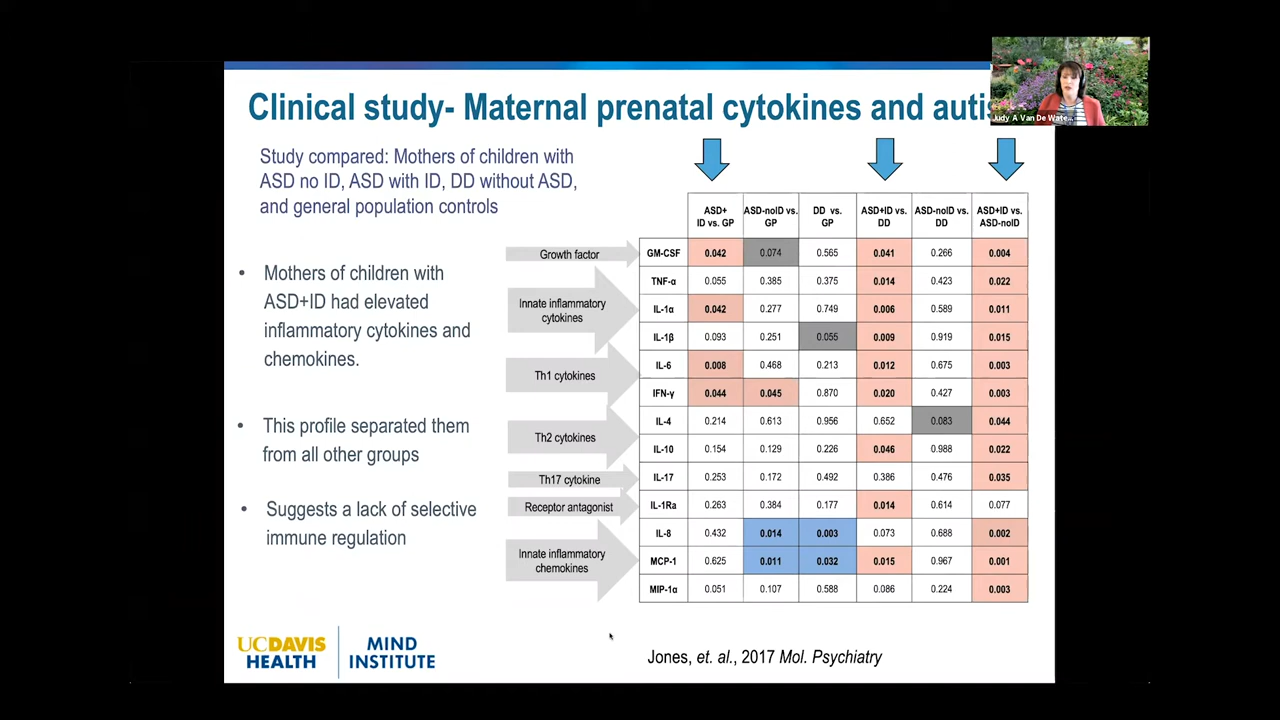 Clinical study- Maternal prenatal cytokines and autis
Judy A Van De Wate...
Study compared: Mothers of children with
ASD no ID, ASD with ID, DD without ASD,
and general population controls
• Mothers of children with
ASD+ID had elevated
inflammatory cytokines and
chemokines.
• This profile separated them
from all other groups
• Suggests a lack of selective
immune regulation
Growth factor
Innate inflammatory
cytokines
Th1 cytokines
Th2 cytokines
Th17 cytokine
Receptor antagonist
Innate inflammatory
chemokines
ASD+ ASD-noID vs. DD vs. ASD+ID vs. ASD-noID vs. ASD+ID vs.
ID vs. GP GP GP DD DD ASD-noID
GM-CSF 0.042 0.074 0.565 0.041 0.266 0.004
TNF-α 0.055 0.385 0.375 0.014 0.423 0.022
IL-1α 0.042 0.277 0.749 0.006 0.589 0.011
IL-1β 0.093 0.251 0.055 0.009 0.919 0.015
IL-6 0.008 0.468 0.213 0.012 0.675 0.003
IFN-γ 0.044 0.045 0.870 0.020 0.427 0.003
IL-4 0.214 0.613 0.956 0.652 0.083 0.044
IL-10 0.154 0.129 0.226 0.046 0.988 0.022
IL-17 0.253 0.172 0.492 0.386 0.476 0.035
IL-1Ra 0.263 0.384 0.177 0.014 0.614 0.077
IL-8 0.432 0.014 0.003 0.073 0.688 0.002
MCP-1 0.625 0.011 0.032 0.015 0.967 0.001
MIP-1α 0.051 0.107 0.588 0.086 0.224 0.003
UCDAVIS
HEALTH
MIND
INSTITUTE
Jones, et. al., 2017 Mol. Psychiatry